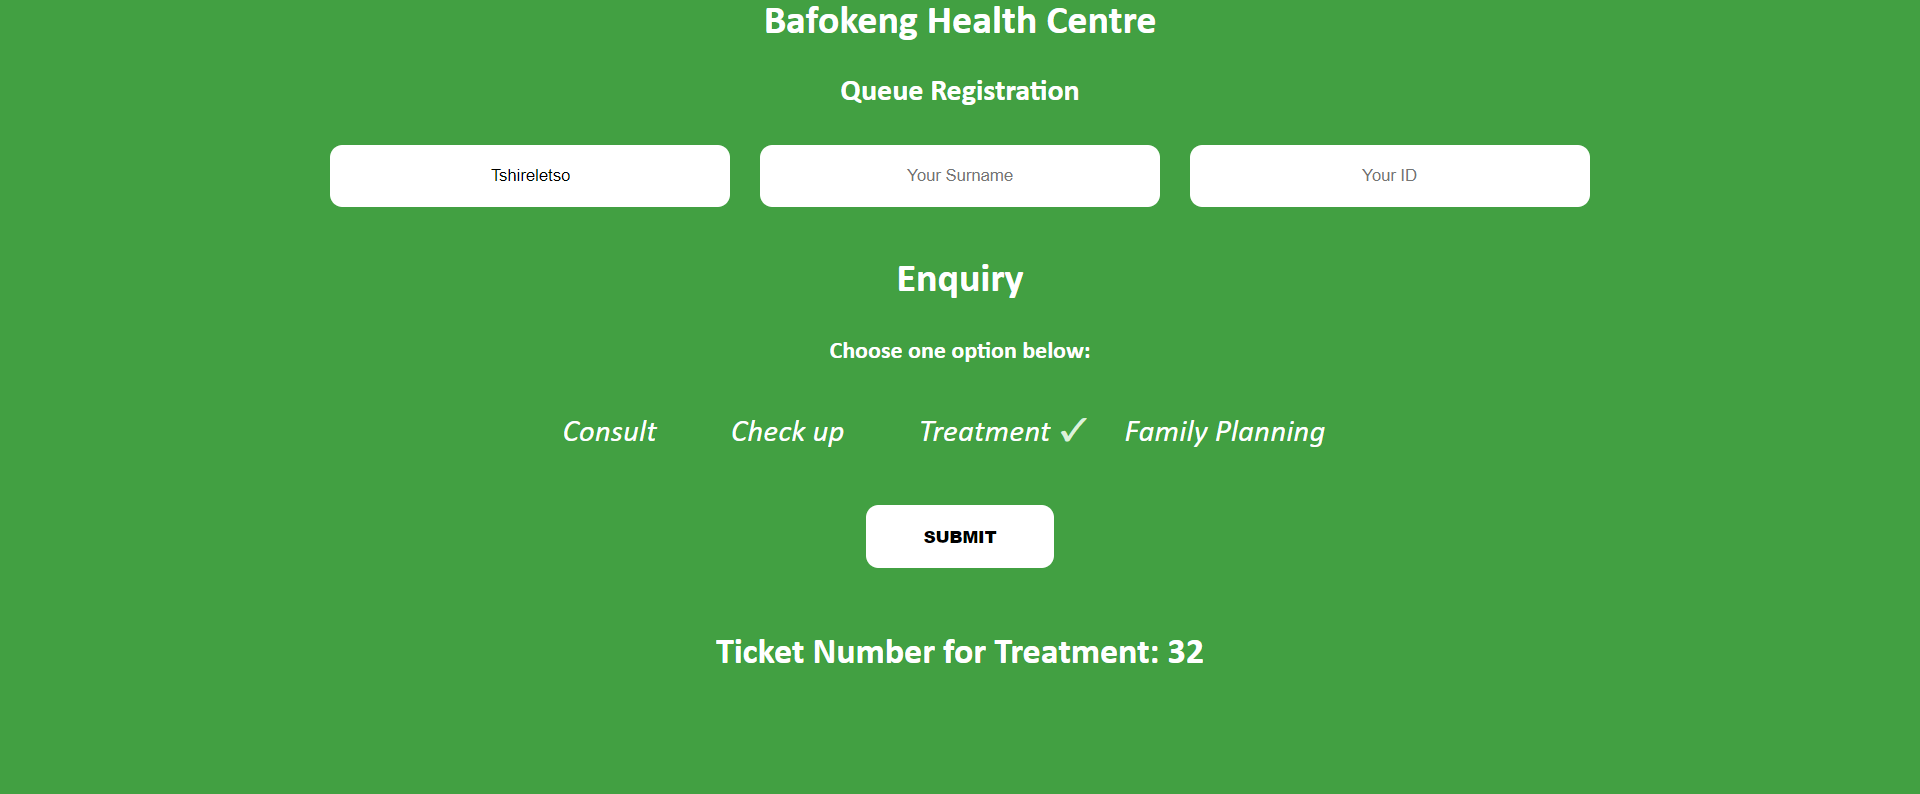 Bafokeng Health Centre
Queue Registration
Tshireletso Your Surname Your ID
Enquiry
Choose one option below:
Consult Check up Treatment ✓ Family Planning
SUBMIT
Ticket Number for Treatment: 32